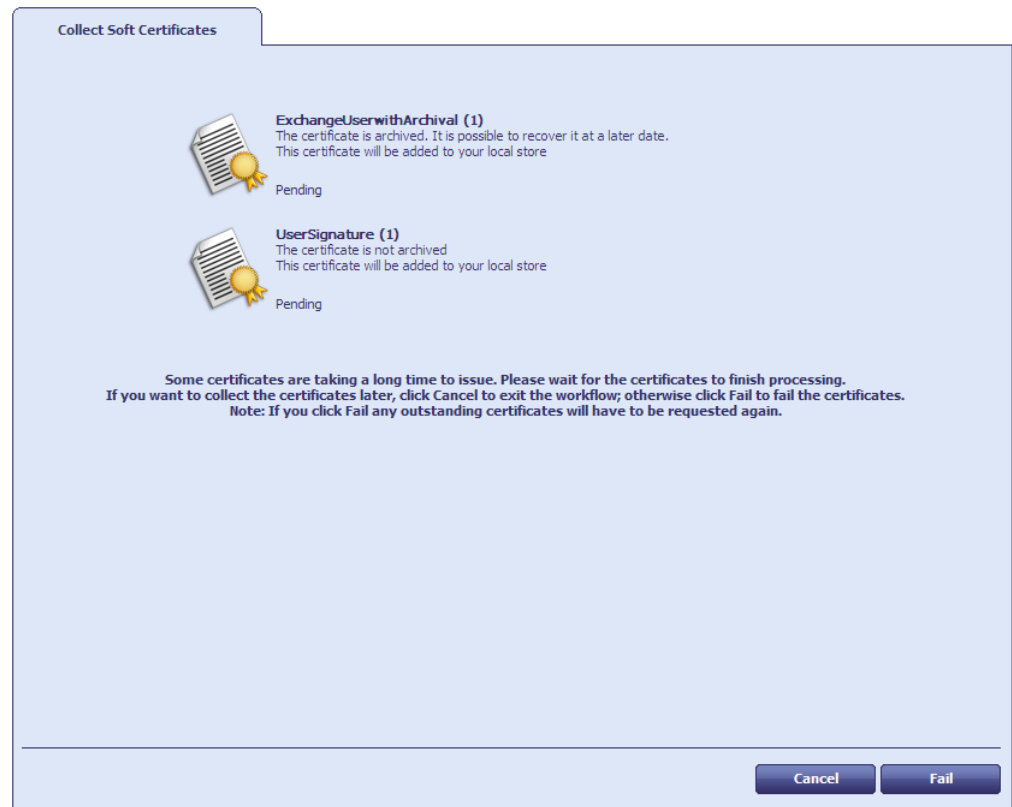 Collect Soft Certificates
ExchangeUserwithArchival (1)
The certificate is archived. It is possible to recover it at a later date.
This certificate will be added to your local store
Pending
UserSignature (1)
The certificate is not archived
This certificate will be added to your local store
Pending
Some certificates are taking a long time to issue. Please wait for the certificates to finish processing.
If you want to collect the certificates later, click Cancel to exit the workflow; otherwise click Fail to fail the certificates.
Note: If you click Fail any outstanding certificates will have to be requested again.
Cancel Fail